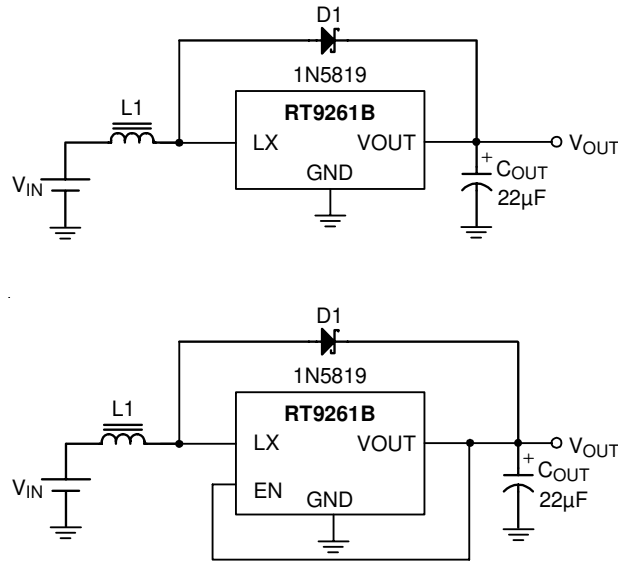 D1
1N5819
L1
RT9261B
LX
VOUT
GND
VIN
VOUT
+
COUT
22µF
D1
1N5819
L1
RT9261B
LX
VOUT
EN
GND
VIN
VOUT
+
COUT
22µF